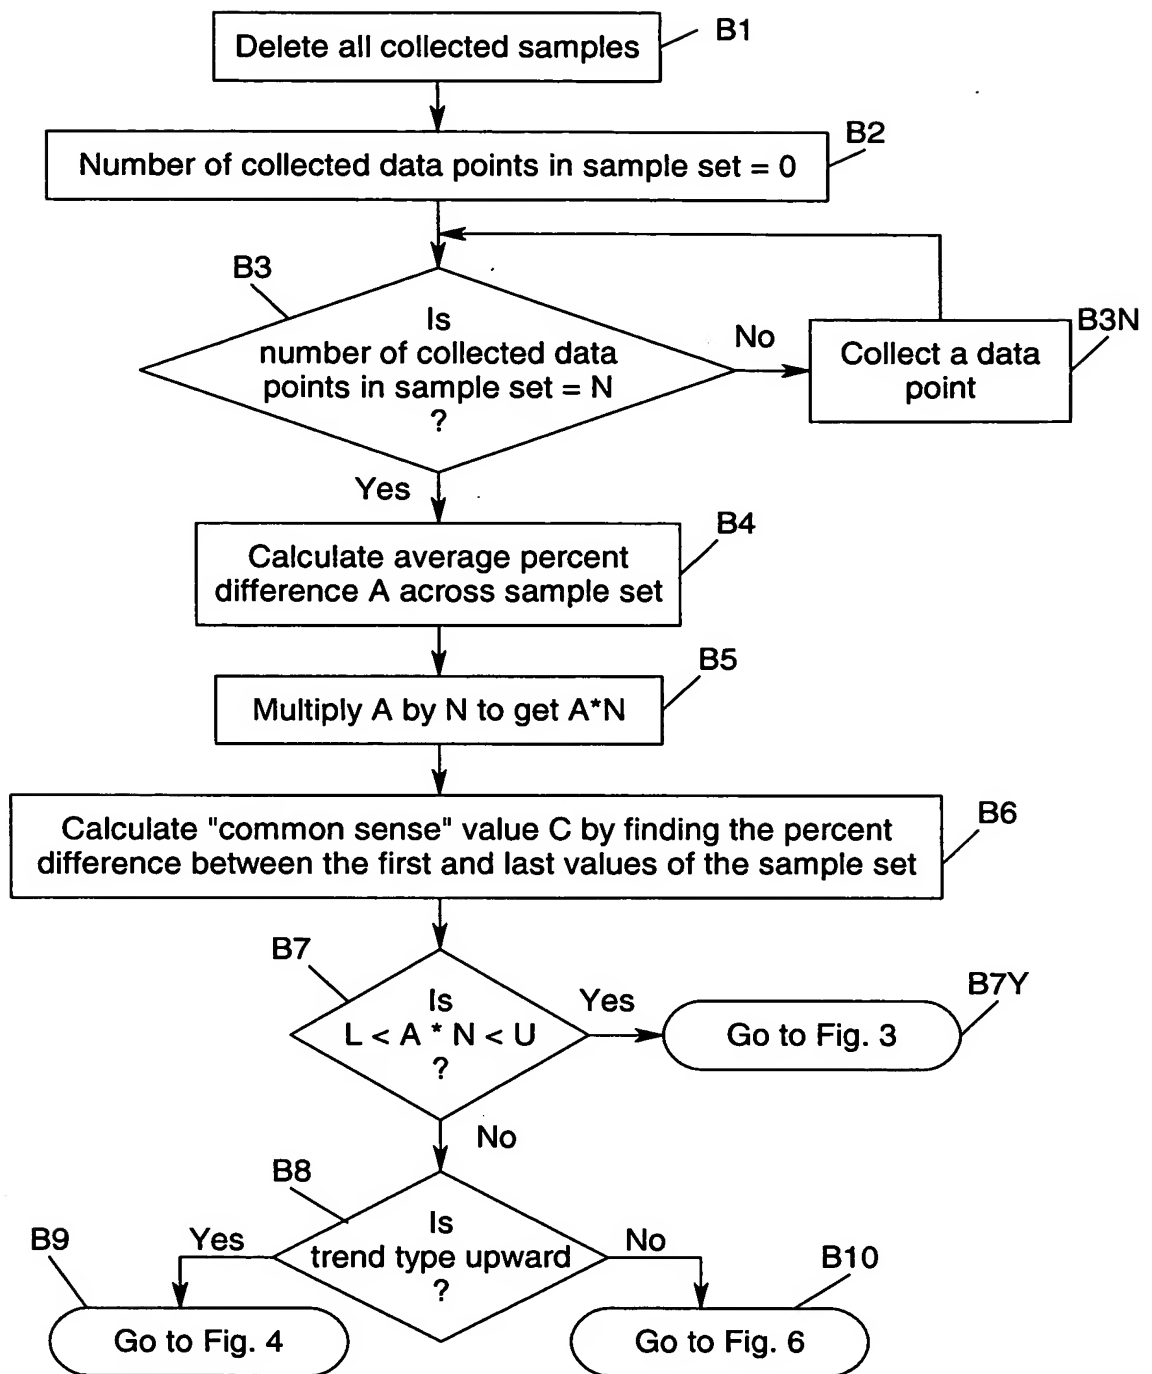 B1
Delete all collected samples
B2
Number of collected data points in sample set = 0
B3
Is
number of collected data
points in sample set = N
?
No
B3N
Collect a data
point
Yes
B4
Calculate average percent
difference A across sample set
B5
Multiply A by N to get A*N
B6
Calculate "common sense" value C by finding the percent
difference between the first and last values of the sample set
B7
Is
L < A * N < U
?
Yes
B7Y
Go to Fig. 3
No
B8
Is
trend type upward
?
Yes
No
B9
Go to Fig. 4
B10
Go to Fig. 6